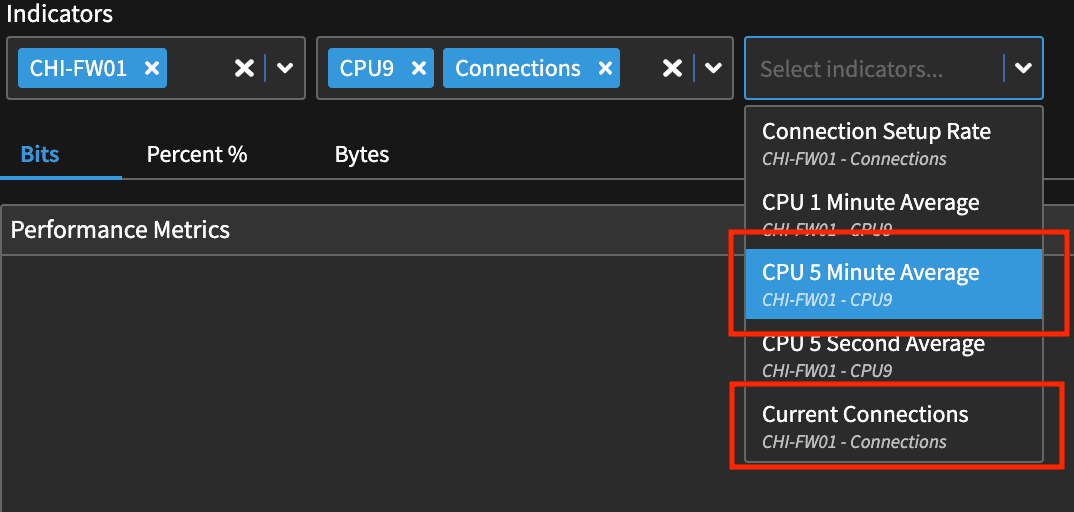 Indicators
CHI-FW01
CPU9 Connections
Select indicators...
Bits Percent % Bytes
Performance Metrics
Connection Setup Rate
CHI-FW01 - Connections
CPU 1 Minute Average
CHI-FW01 - CPU9
CPU 5 Minute Average
CHI-FW01 - CPU9
CPU 5 Second Average
CHI-FW01 - CPU9
Current Connections
CHI-FW01 - Connections